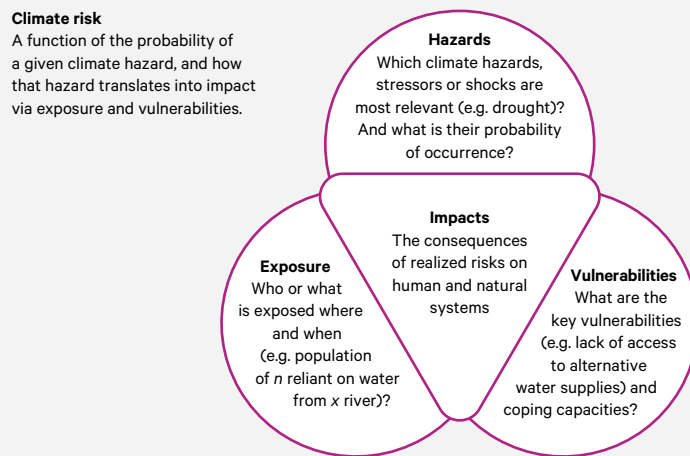 Climate risk
A function of the probability of
a given climate hazard, and how
that hazard translates into impact
via exposure and vulnerabilities.
Hazards
Which climate hazards,
stressors or shocks are
most relevant (e.g. drought)?
And what is their probability
of occurrence?
Impacts
The consequences
of realized risks on
human and natural
systems
Exposure
Who or what
is exposed where
and when
(e.g. population
of n reliant on water
from x river)?
Vulnerabilities
What are the
key vulnerabilities
(e.g. lack of access
to alternative
water supplies) and
coping capacities?